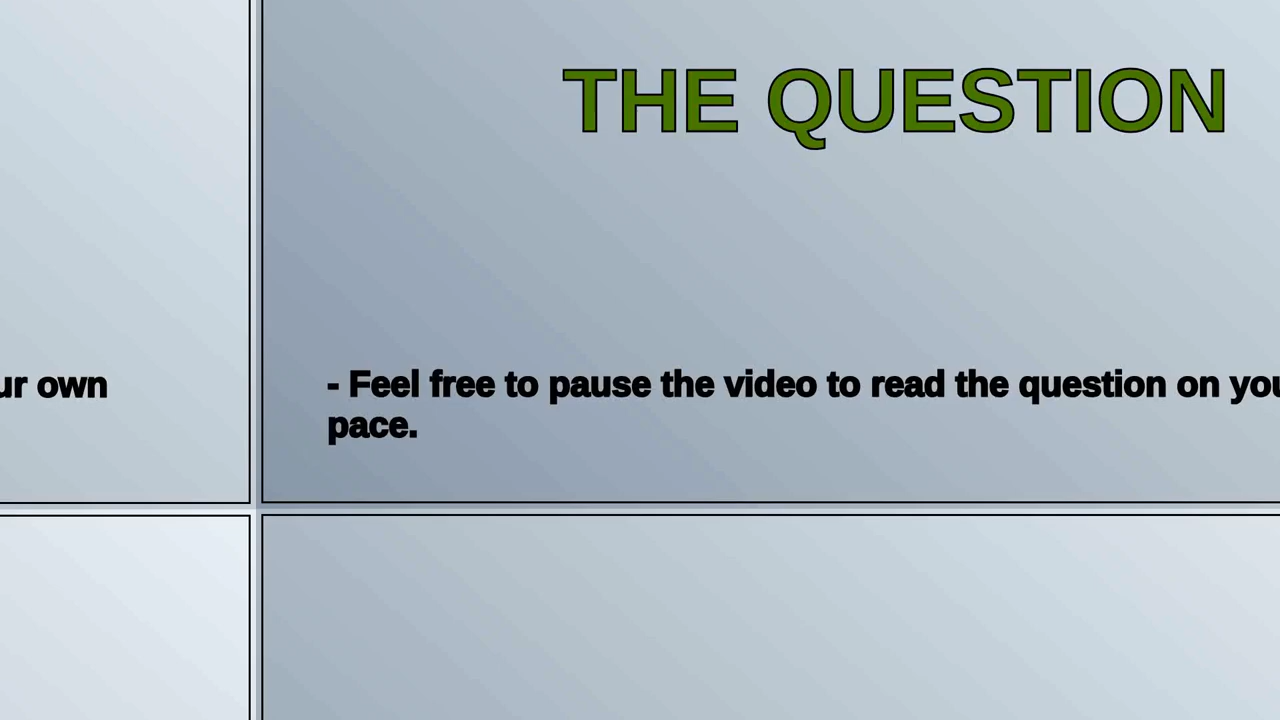 THE QUESTION
ur own
- Feel free to pause the video to read the question on you
pace.